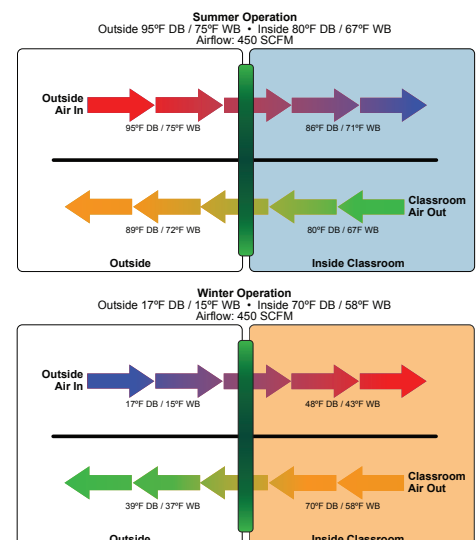 Summer Operation
Outside 95ºF DB / 75ºF WB • Inside 80ºF DB / 67ºF WB
Airflow: 450 SCFM
Outside
Air In
95ºF DB / 75ºF WB
86ºF DB / 71ºF WB
Classroom
Air Out
89ºF DB / 72ºF WB
80ºF DB / 67F WB
Outside
Inside Classroom
Winter Operation
Outside 17ºF DB / 15ºF WB • Inside 70ºF DB / 58ºF WB
Airflow: 450 SCFM
Outside
Air In
17ºF DB / 15ºF WB
48ºF DB / 43ºF WB
Classroom
Air Out
39ºF DB / 37ºF WB
70ºF DB / 58ºF WB
Outside
Inside Classroom